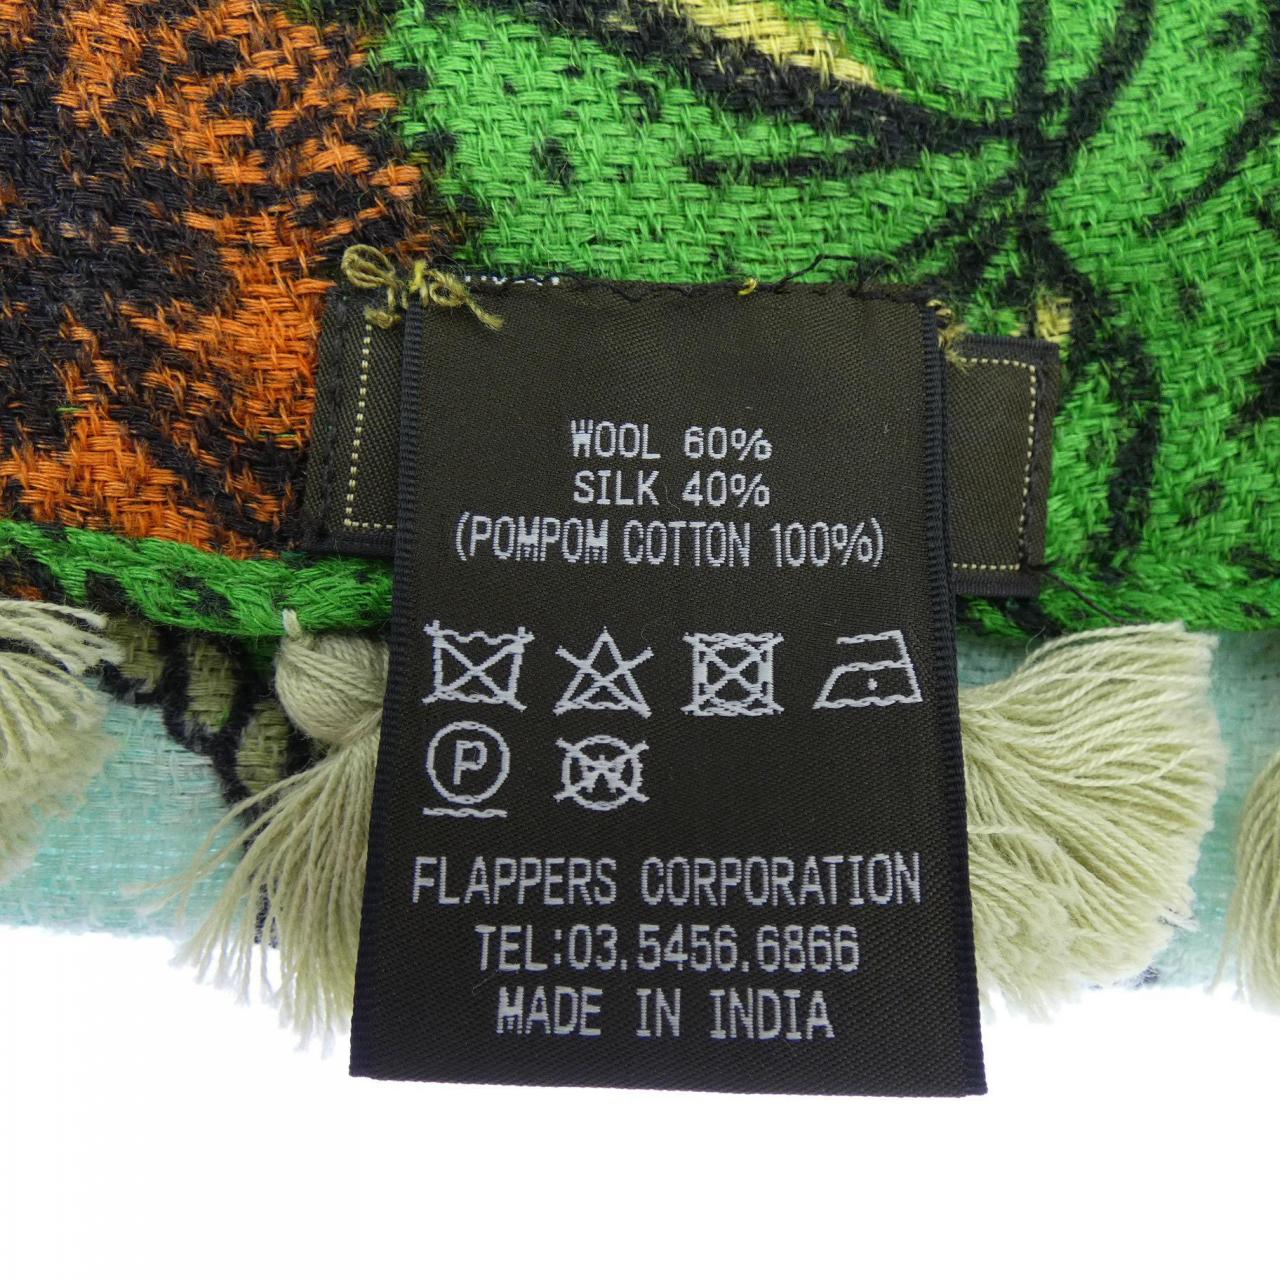 WOOL 60%
SILK 40%
(POMPOM COTTON 100%)
P
W
FLAPPERS CORPORATION
TEL:03.5456.6866
MADE IN INDIA